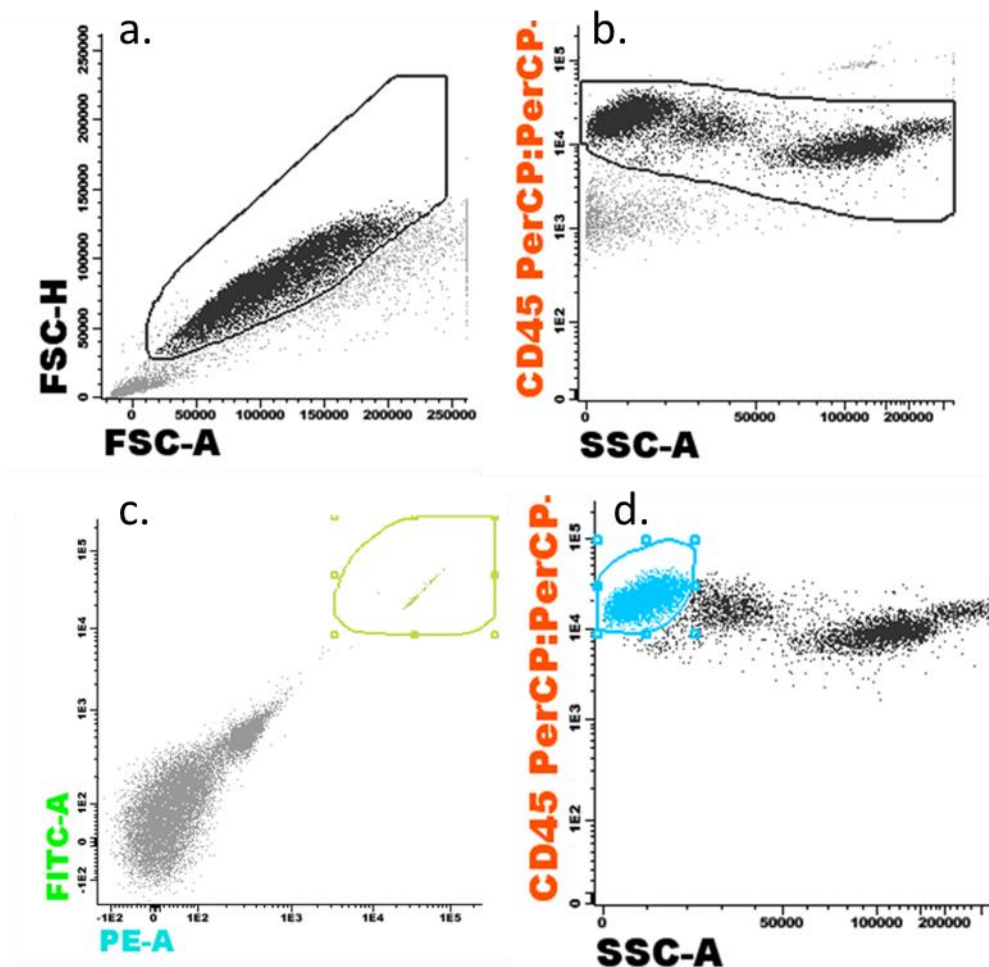 a.
FSC-H
250000
200000
150000
100000
50000
0
0 50000 100000 150000 200000 250000
FSC-A
b.
CD45 PerCP:PerCP.
1E5
1E4
1E3
1E2
0
0 50000 100000 200000
SSC-A
c.
FITC-A
1E5
1E4
1E3
1E2
0
-1E2
-1E2 0 1E2 1E3 1E4 1E5
PE-A
d.
CD45 PerCP:PerCP.
1E5
1E4
1E3
1E2
0
0 50000 100000 200000
SSC-A